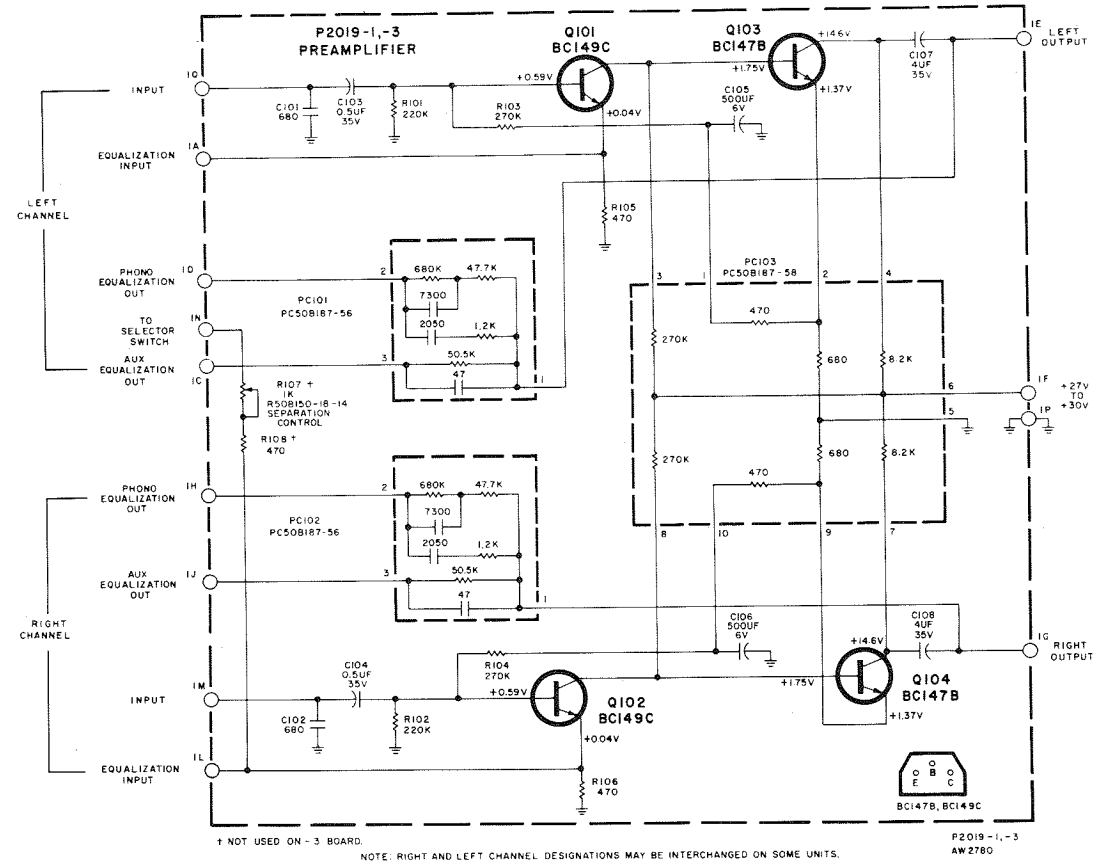 P2019-1,-3
PREAMPLIFIER
Q101
BC149C
Q103
BC147B
+14.6V
C107
4UF
35V
1E
LEFT
OUTPUT
INPUT
1Q
C101
680
C103
0.5UF
35V
R101
220K
R103
270K
+0.59V
+0.04V
+1.75V
+1.37V
C105
500UF
6V
EQUALIZATION
INPUT
1A
LEFT
CHANNEL
R105
470
PHONO
EQUALIZATION
OUT
1D
PC101
PC50B187-56
2
680K
47.7K
7300
2050
1.2K
3
50.5K
47
1
TO
SELECTOR
SWITCH
1N
AUX
EQUALIZATION
OUT
1C
R107 †
1K
R50B150-18-14
SEPARATION
CONTROL
R108 †
470
PC103
PC50B187-58
3
1
2
4
470
270K
680
8.2K
6
5
1F
+27V
TO
+30V
1P
270K
470
680
8.2K
8
10
9
7
PHONO
EQUALIZATION
OUT
1H
PC102
PC50B187-56
2
680K
47.7K
7300
2050
1.2K
3
50.5K
47
1
AUX
EQUALIZATION
OUT
1J
RIGHT
CHANNEL
C106
500UF
6V
C108
4UF
35V
1G
RIGHT
OUTPUT
+14.6V
INPUT
1M
C104
0.5UF
35V
C102
680
R102
220K
R104
270K
+0.59V
Q102
BC149C
+0.04V
+1.75V
Q104
BC147B
+1.37V
EQUALIZATION
INPUT
1L
R106
470
E B C
BC147B, BC149C
† NOT USED ON -3 BOARD.
NOTE: RIGHT AND LEFT CHANNEL DESIGNATIONS MAY BE INTERCHANGED ON SOME UNITS.
P2019-1,-3
AW2780